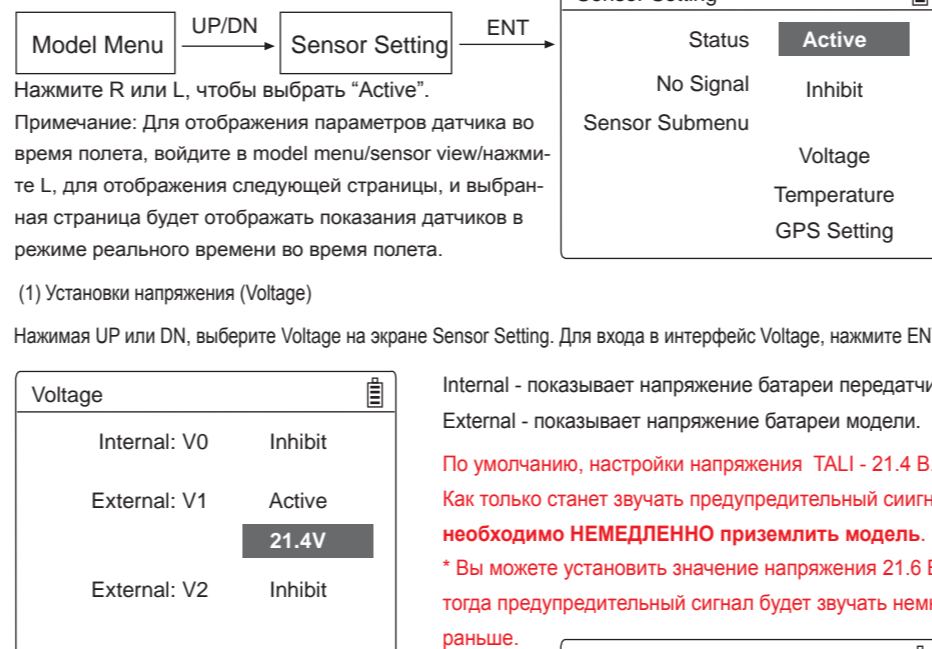 Sensor Setting
Model Menu UP/DN Sensor Setting ENT
Status Active
No Signal Inhibit
Sensor Submenu
Voltage
Temperature
GPS Setting
Нажмите R или L, чтобы выбрать “Active”.
Примечание: Для отображения параметров датчика во
время полета, войдите в model menu/sensor view/нажми-
те L, для отображения следующей страницы, и выбран-
ная страница будет отображать показания датчиков в
режиме реального времени во время полета.
(1) Установки напряжения (Voltage)
Нажимая UP или DN, выберите Voltage на экране Sensor Setting. Для входа в интерфейс Voltage, нажмите EN
Voltage
Internal: V0 Inhibit
External: V1 Active
21.4V
External: V2 Inhibit
Internal - показывает напряжение батареи передатчи
External - показывает напряжение батареи модели.
По умолчанию, настройки напряжения TALI - 21.4 В.
Как только станет звучать предупредительный сиигн
необходимо НЕМЕДЛЕННО приземлить модель.
* Вы можете установить значение напряжения 21.6 В
тогда предупредительный сигнал будет звучать нем
раньше.